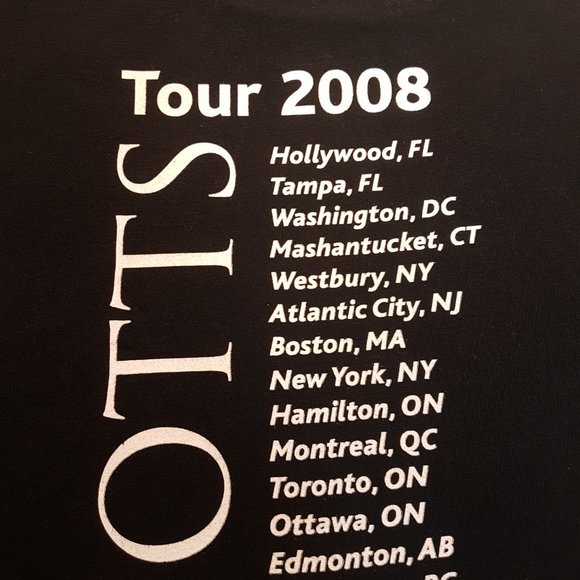 Tour 2008
OTTS
Hollywood, FL
Tampa, FL
Washington, DC
Mashantucket, CT
Westbury, NY
Atlantic City, NJ
Boston, MA
New York, NY
Hamilton, ON
Montreal, QC
Toronto, ON
Ottawa, ON
Edmonton, AB